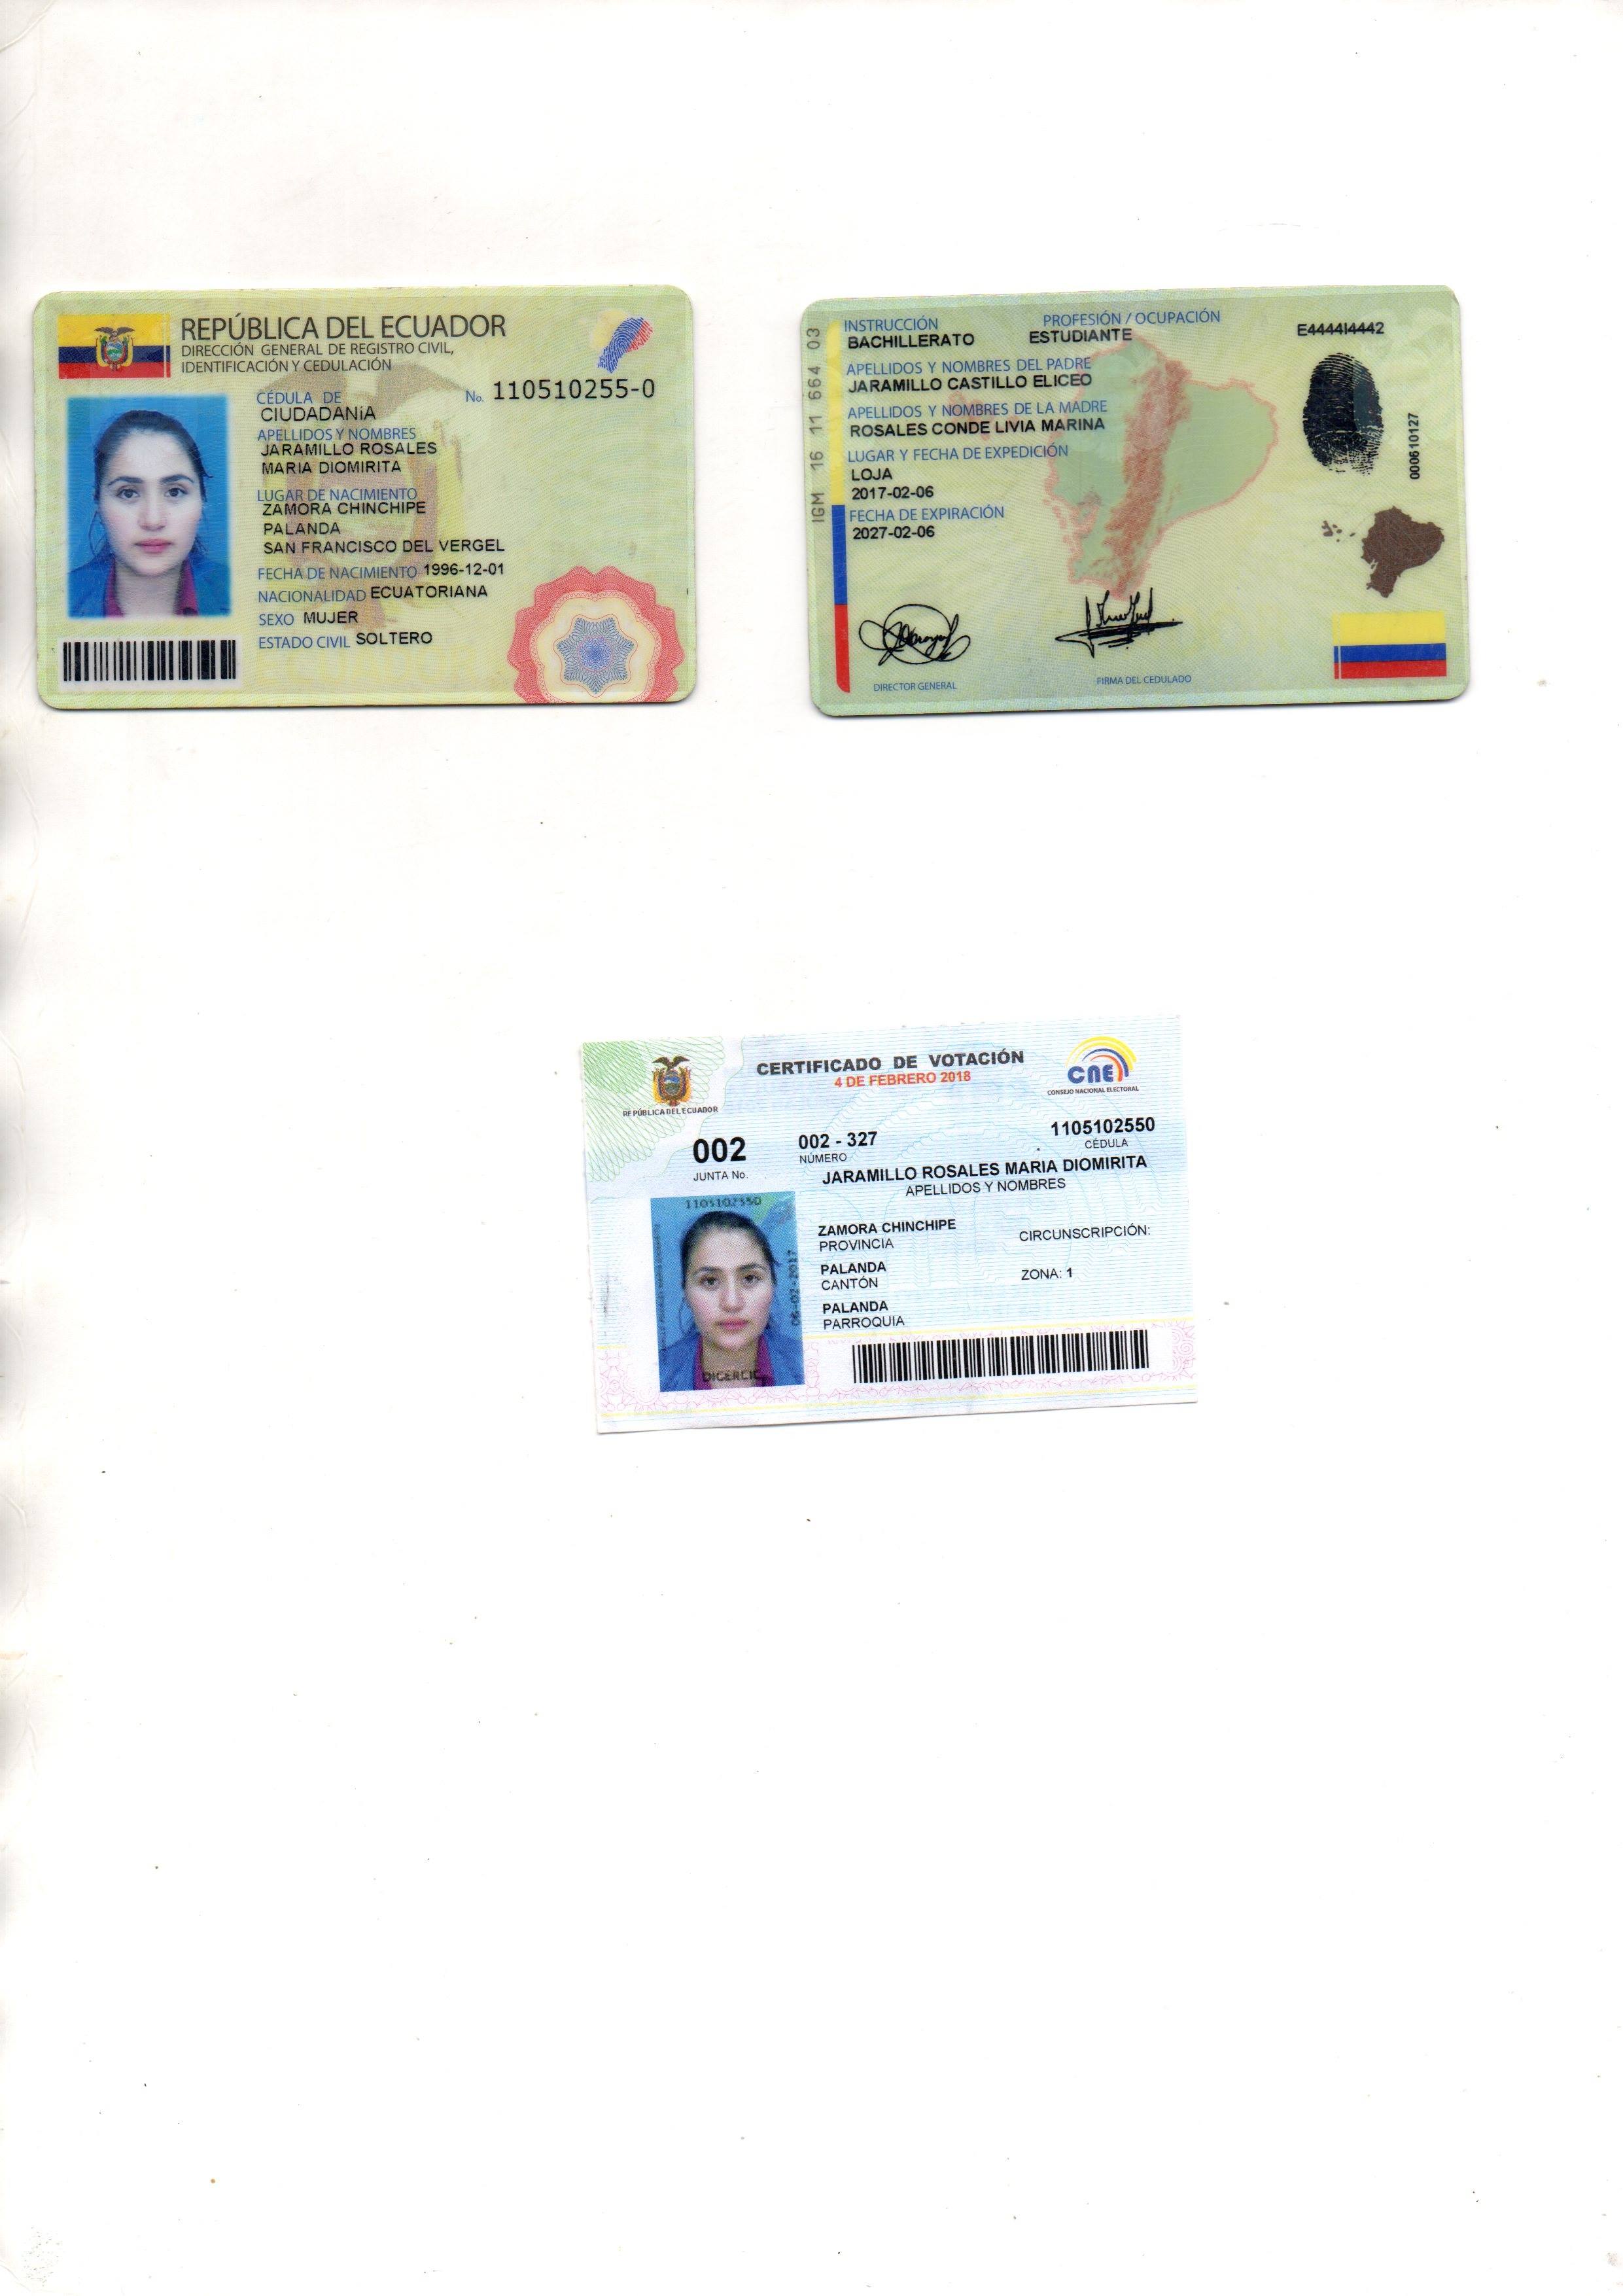 REPÚBLICA DEL ECUADOR
DIRECCIÓN GENERAL DE REGISTRO CIVIL,
IDENTIFICACIÓN Y CEDULACIÓN
CÉDULA DE
CIUDADANíA
No. 110510255-0
APELLIDOS Y NOMBRES
JARAMILLO ROSALES
MARIA DIOMIRITA
LUGAR DE NACIMIENTO
ZAMORA CHINCHIPE
PALANDA
SAN FRANCISCO DEL VERGEL
FECHA DE NACIMIENTO 1996-12-01
NACIONALIDAD ECUATORIANA
SEXO MUJER
ESTADO CIVIL SOLTERO
INSTRUCCIÓN
BACHILLERATO
PROFESIÓN / OCUPACIÓN
ESTUDIANTE
E444414442
APELLIDOS Y NOMBRES DEL PADRE
JARAMILLO CASTILLO ELICEO
APELLIDOS Y NOMBRES DE LA MADRE
ROSALES CONDE LIVIA MARINA
LUGAR Y FECHA DE EXPEDICIÓN
LOJA
2017-02-06
FECHA DE EXPIRACIÓN
2027-02-06
IGM 16 11 664 03
000610127
DIRECTOR GENERAL
FIRMA DEL CEDULADO
REPÚBLICA DEL ECUADOR
CERTIFICADO DE VOTACIÓN
4 DE FEBRERO 2018
CNE
CONSEJO NACIONAL ELECTORAL
002
JUNTA No.
002 - 327
NÚMERO
1105102550
CÉDULA
JARAMILLO ROSALES MARIA DIOMIRITA
APELLIDOS Y NOMBRES
1105102550
06-02-2017
DIGERCIC
ZAMORA CHINCHIPE
PROVINCIA
CIRCUNSCRIPCIÓN:
PALANDA
CANTÓN
ZONA: 1
PALANDA
PARROQUIA